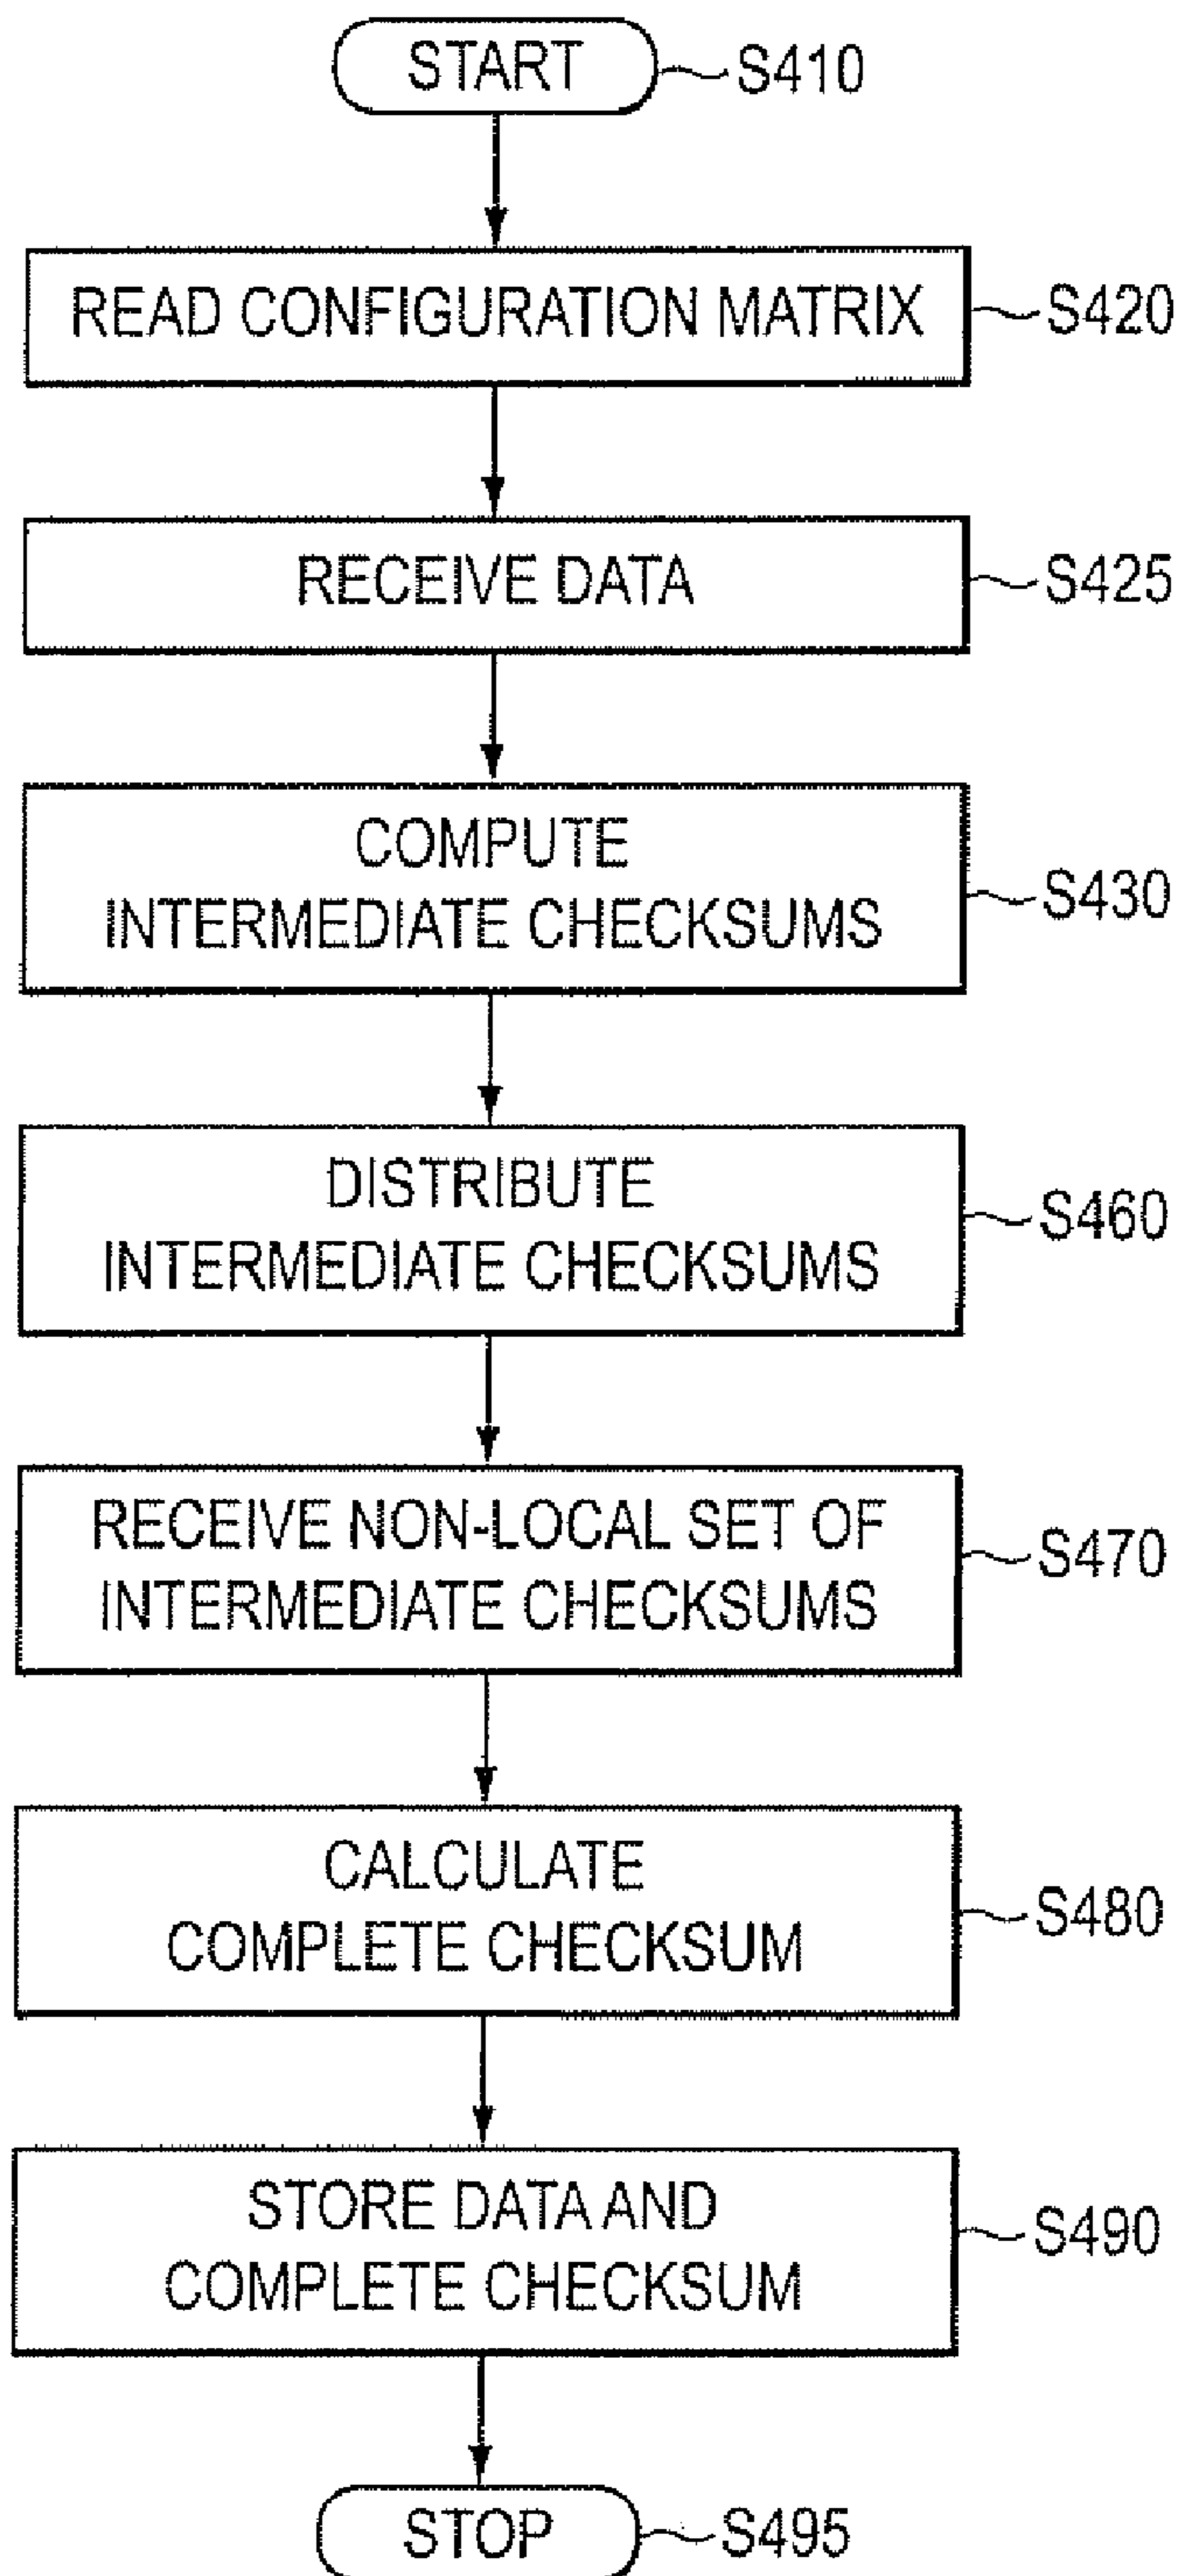 START
S410
READ CONFIGURATION MATRIX
S420
RECEIVE DATA
S425
COMPUTE
INTERMEDIATE CHECKSUMS
S430
DISTRIBUTE
INTERMEDIATE CHECKSUMS
S460
RECEIVE NON-LOCAL SET OF
INTERMEDIATE CHECKSUMS
S470
CALCULATE
COMPLETE CHECKSUM
S480
STORE DATA AND
COMPLETE CHECKSUM
S490
STOP
S495